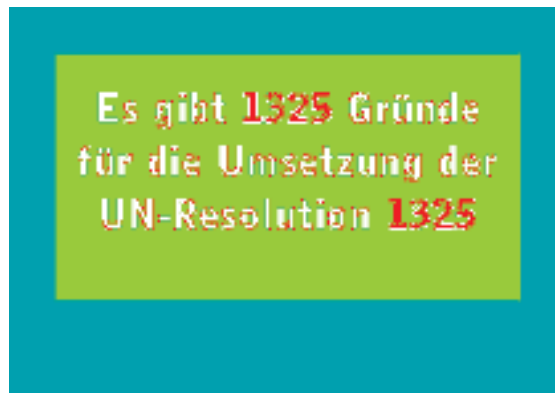 Es gibt 1325 Gründe
für die Umsetzung der
UN-Resolution 1325